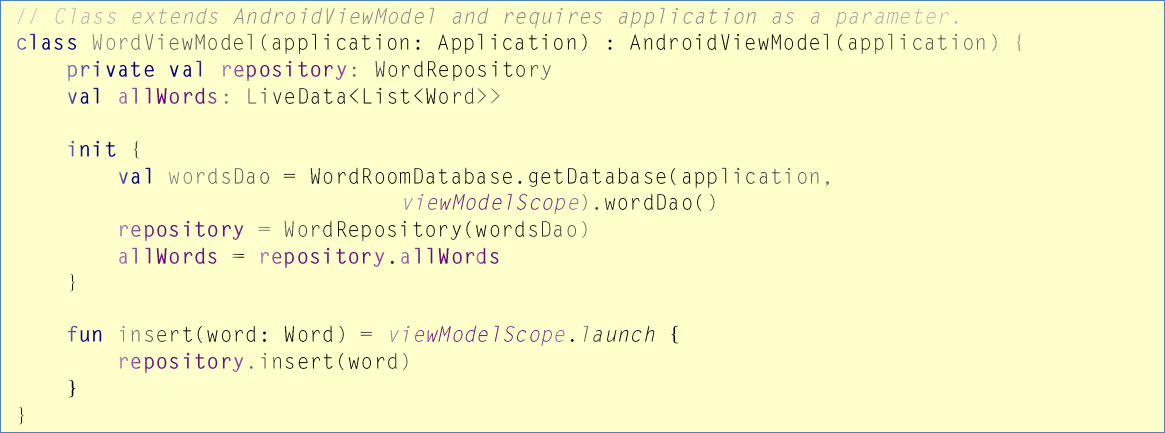 // Class extends AndroidViewModel and requires application as a parameter.
class WordViewModel(application: Application) : AndroidViewModel(application) {
    private val repository: WordRepository
    val allWords: LiveData<List<Word>>

    init {
        val wordsDao = WordRoomDatabase.getDatabase(application,
                              viewModelScope).wordDao()
        repository = WordRepository(wordsDao)
        allWords = repository.allWords
    }

    fun insert(word: Word) = viewModelScope.launch {
        repository.insert(word)
    }
}